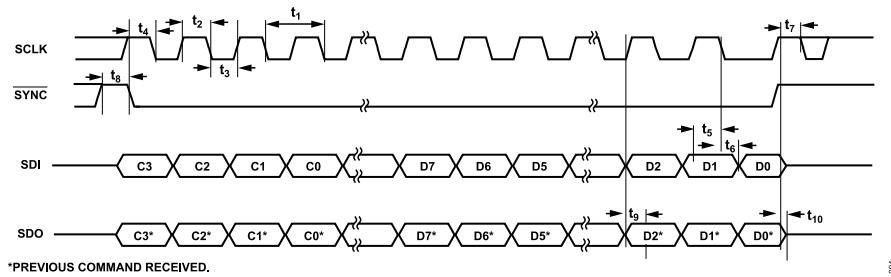 t4 t2 t1 t7
SCLK
t3
t8
SYNC
t5
t6
SDI C3 C2 C1 C0 D7 D6 D5 D2 D1 D0
t9 t10
SDO C3* C2* C1* C0* D7* D6* D5* D2* D1* D0*
*PREVIOUS COMMAND RECEIVED.